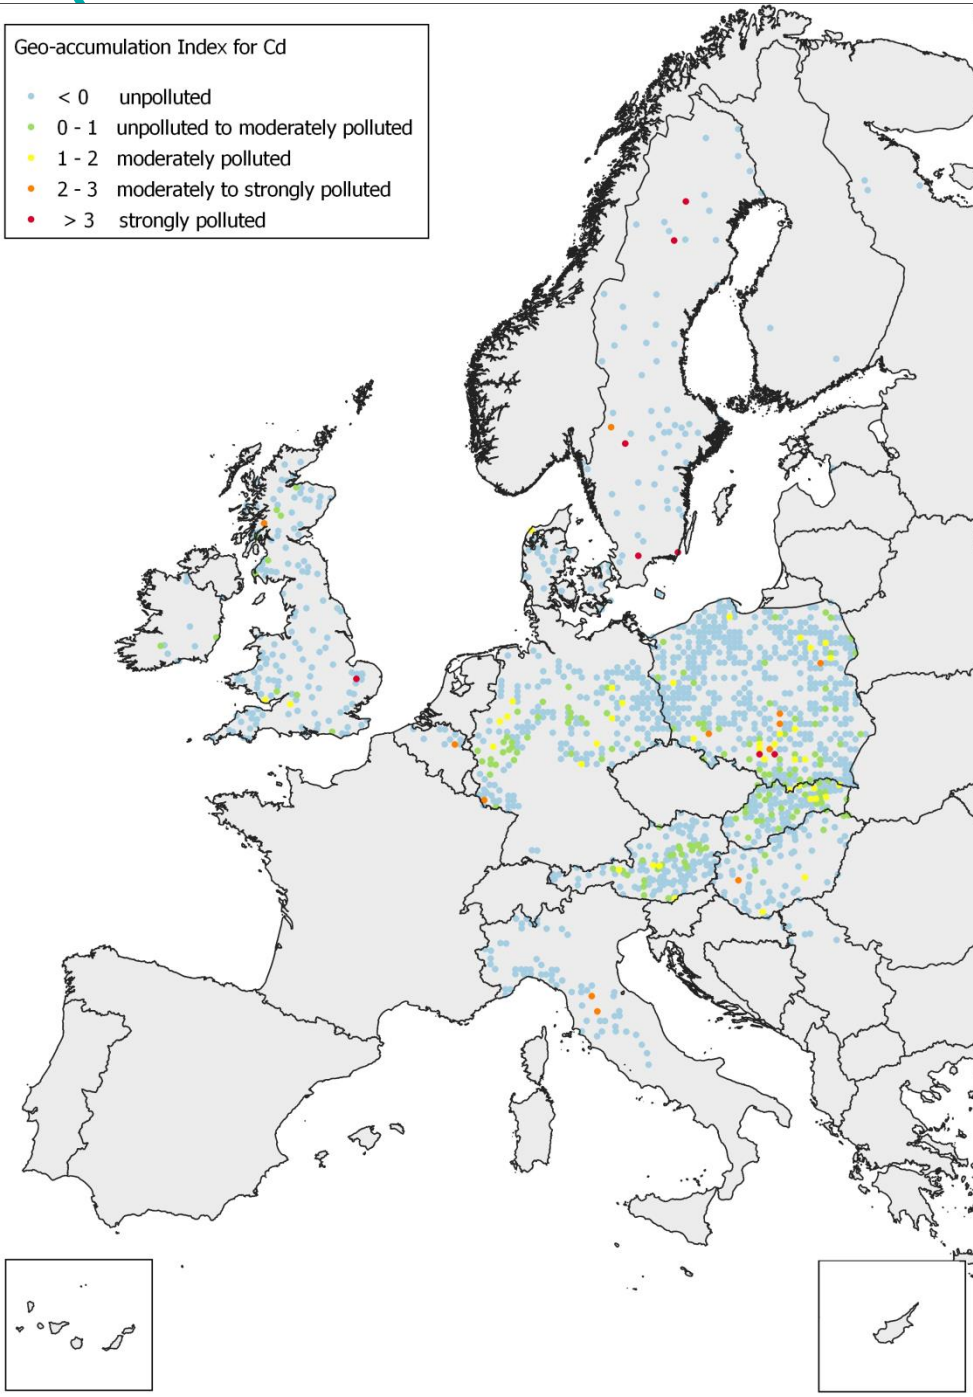 Geo-accumulation Index for Cd
< 0 unpolluted
0 - 1 unpolluted to moderately polluted
1 - 2 moderately polluted
2 - 3 moderately to strongly polluted
> 3 strongly polluted